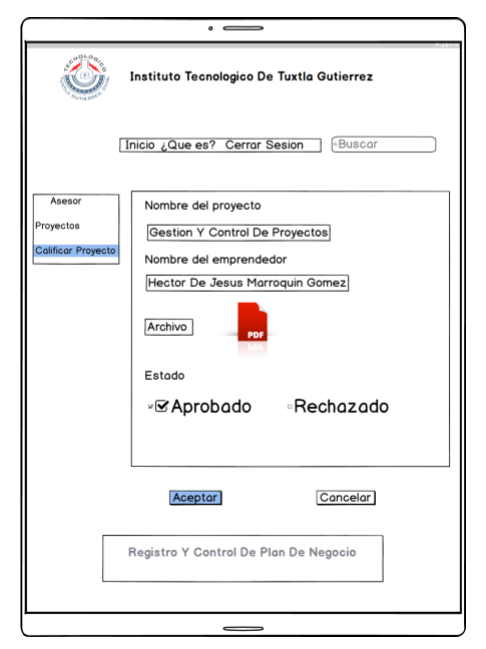 TECNOLOGICO
TUXTLA GUTIERREZ, CHIS.
Instituto Tecnologico De Tuxtla Gutierrez
Inicio ¿Que es? Cerrar Sesion
Buscar
Asesor
Proyectos
Calificar Proyecto
Nombre del proyecto
Gestion Y Control De Proyectos
Nombre del emprendedor
Hector De Jesus Marroquin Gomez
Archivo
PDF
Estado
Aprobado
Rechazado
Aceptar
Cancelar
Registro Y Control De Plan De Negocio